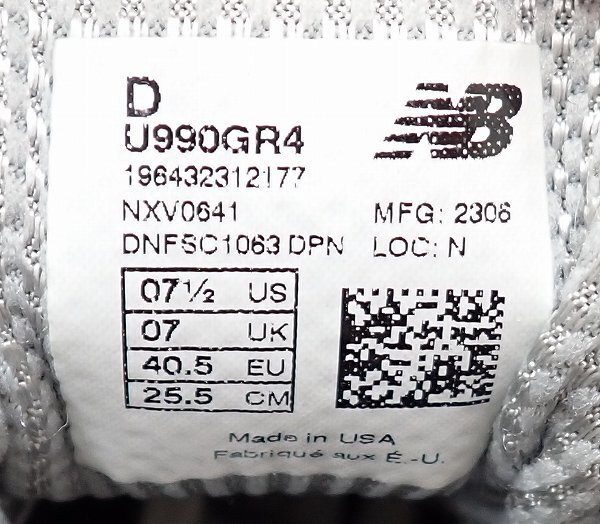 D
NB
U990GR4
196432312177
NXV0641 MFG: 2306
DNFSC1063 DPN LOC: N
07½ US
07 UK
40.5 EU
25.5 CM
Made in USA
Fabriqué aux É.-U.